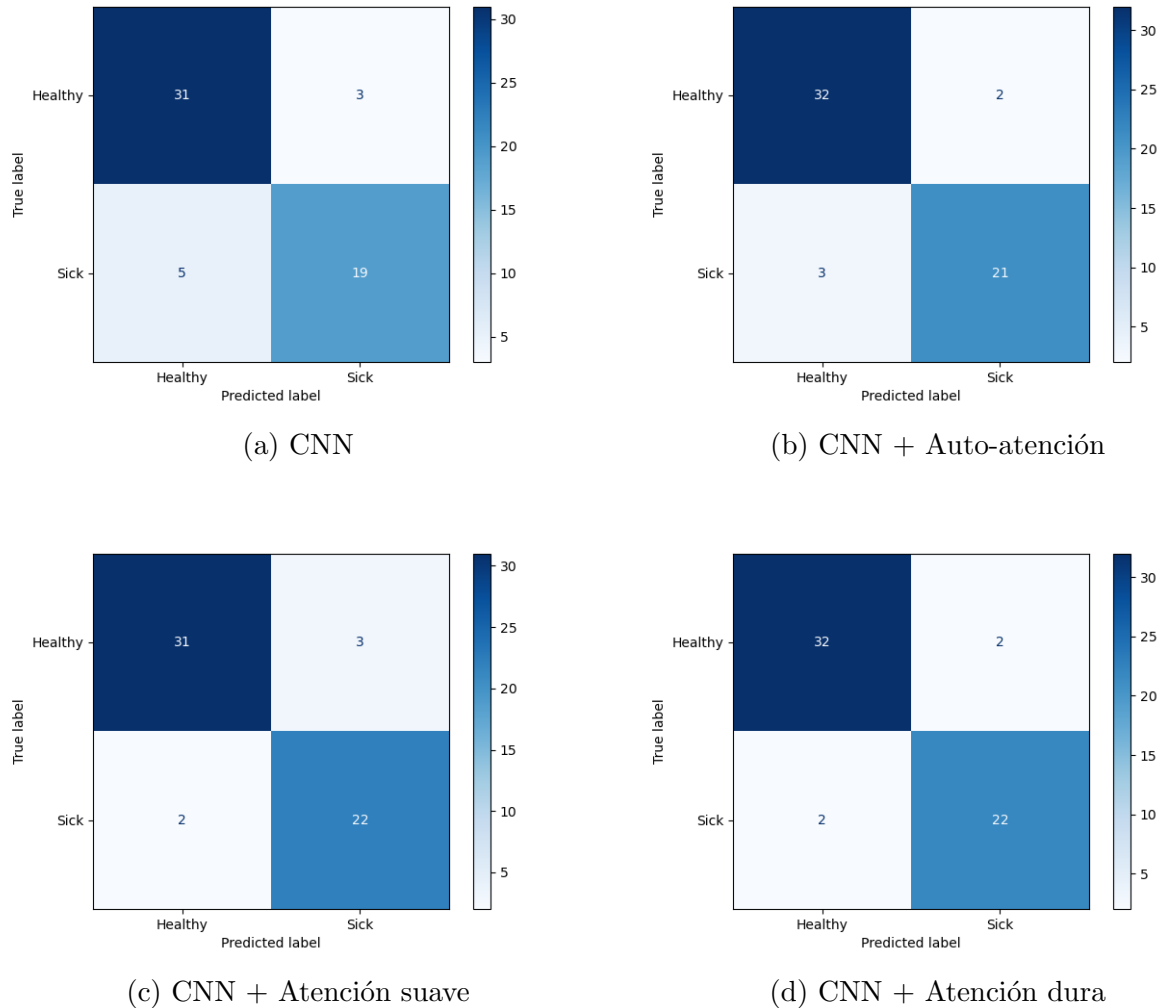 Healthy
31
3
True label
Sick
5
19
Healthy
Sick
Predicted label
30
25
20
15
10
5
(a) CNN
Healthy
32
2
True label
Sick
3
21
Healthy
Sick
Predicted label
30
25
20
15
10
5
(b) CNN + Auto-atención
Healthy
31
3
True label
Sick
2
22
Healthy
Sick
Predicted label
30
25
20
15
10
5
(c) CNN + Atención suave
Healthy
32
2
True label
Sick
2
22
Healthy
Sick
Predicted label
30
25
20
15
10
5
(d) CNN + Atención dura